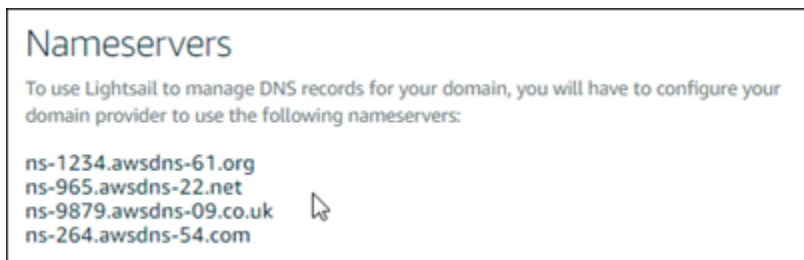 Nameservers
To use Lightsail to manage DNS records for your domain, you will have to configure your
domain provider to use the following nameservers:
ns-1234.awsdns-61.org
ns-965.awsdns-22.net
ns-9879.awsdns-09.co.uk
ns-264.awsdns-54.com